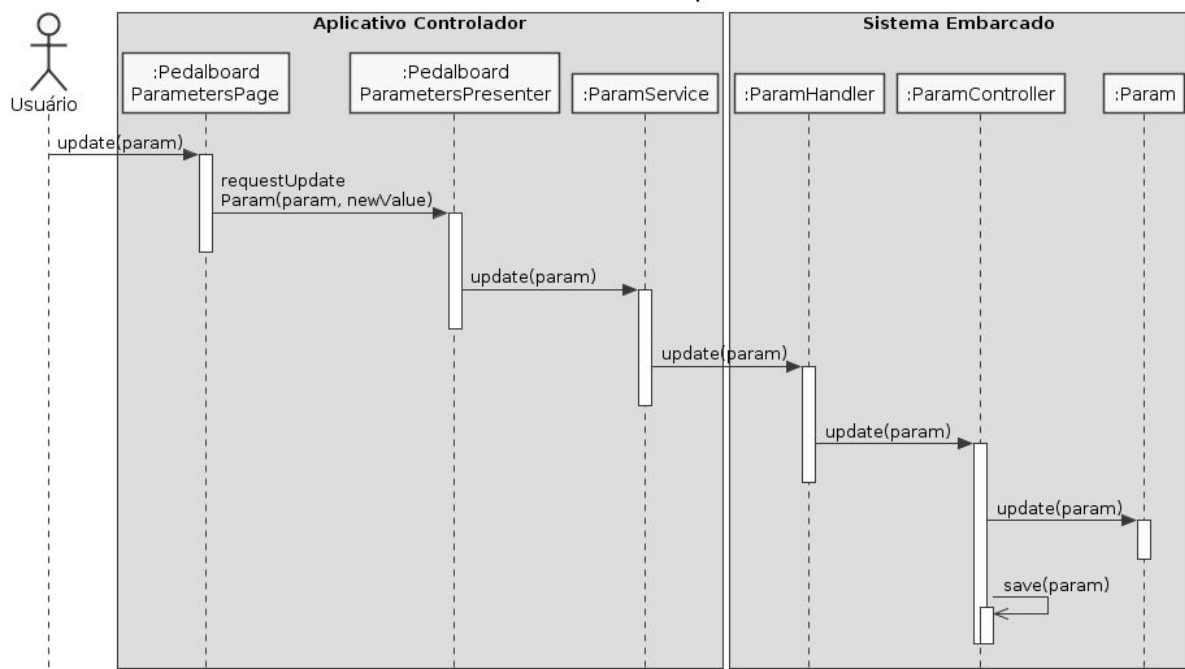 Aplicativo Controlador
Sistema Embarcado
Usuário
:Pedalboard
ParametersPage
:Pedalboard
ParametersPresenter
:ParamService
:ParamHandler
:ParamController
:Param
update(param)
requestUpdate
Param(param, newValue)
update(param)
update(param)
update(param)
update(param)
save(param)